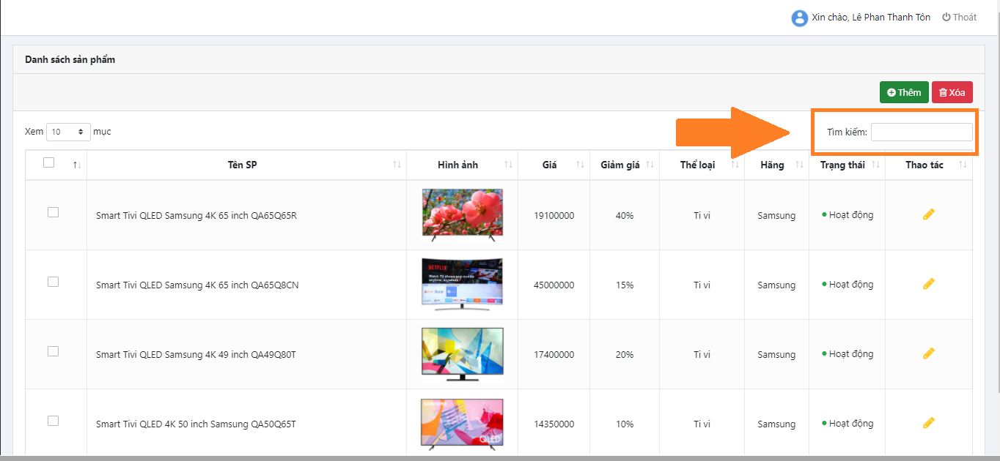 Xin chào, Lê Phan Thanh Tôn Thoát
Danh sách sản phẩm
Thêm Xóa
Xem 10 mục Tìm kiếm:
Tên SP Hình ảnh Giá Giảm giá Thể loại Hãng Trạng thái Thao tác
Smart Tivi QLED Samsung 4K 65 inch QA65Q65R 19100000 40% Ti vi Samsung Hoạt động
NETFLIX
Smart Tivi QLED Samsung 4K 65 inch QA65Q8CN 45000000 15% Ti vi Samsung Hoạt động
Smart Tivi QLED Samsung 4K 49 inch QA49Q80T 17400000 20% Ti vi Samsung Hoạt động
SAMSUNG
Smart Tivi QLED 4K 50 inch Samsung QA50Q65T 14350000 10% Ti vi Samsung Hoạt động
QLED